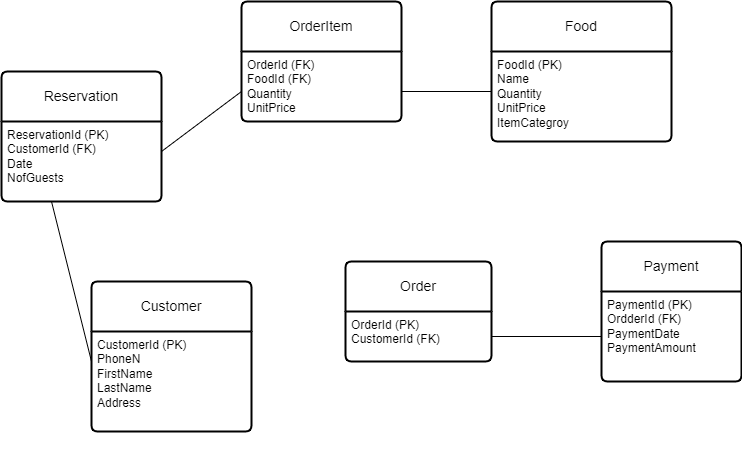 OrderItem
OrderId (FK)
FoodId (FK)
Quantity
UnitPrice
Food
FoodId (PK)
Name
Quantity
UnitPrice
ItemCategroy
Reservation
ReservationId (PK)
CustomerId (FK)
Date
NofGuests
Customer
CustomerId (PK)
PhoneN
FirstName
LastName
Address
Order
OrderId (PK)
CustomerId (FK)
Payment
PaymentId (PK)
OrdderId (FK)
PaymentDate
PaymentAmount